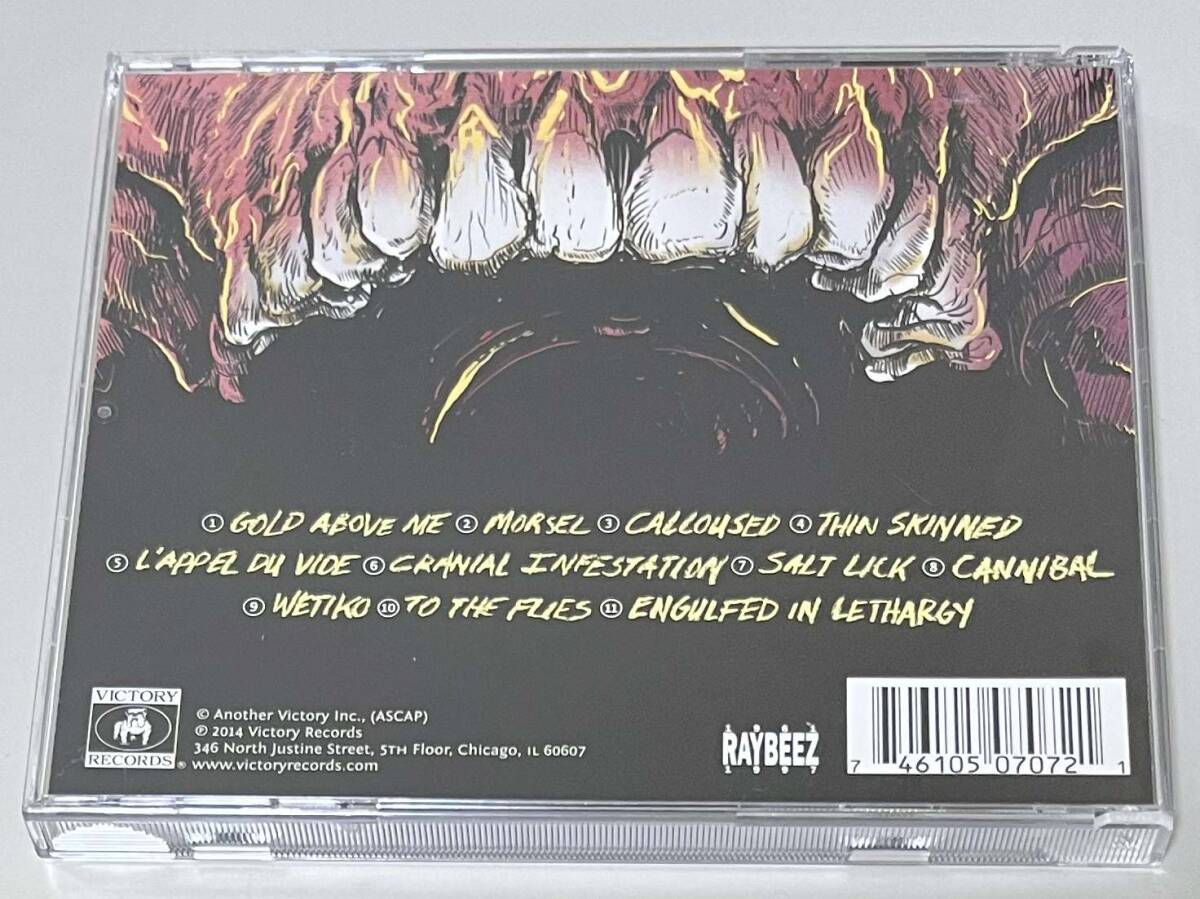 ① GOLD ABOVE ME ② MORSEL ③ CALLOUSED ④ THIN SKINNED
⑤ L'APPEL DU VIDE ⑥ CRANIAL INFESTATION ⑦ SALT LICK ⑧ CANNIBAL
⑨ WETIKO ⑩ TO THE FLIES ⑪ ENGULFED IN LETHARGY
VICTORY
RECORDS®
© Another Victory Inc., (ASCAP)
℗ 2014 Victory Records
346 North Justine Street, 5TH Floor, Chicago, IL 60607
www.victoryrecords.com
RAYBEEZ
1997
7 46105 07072 1